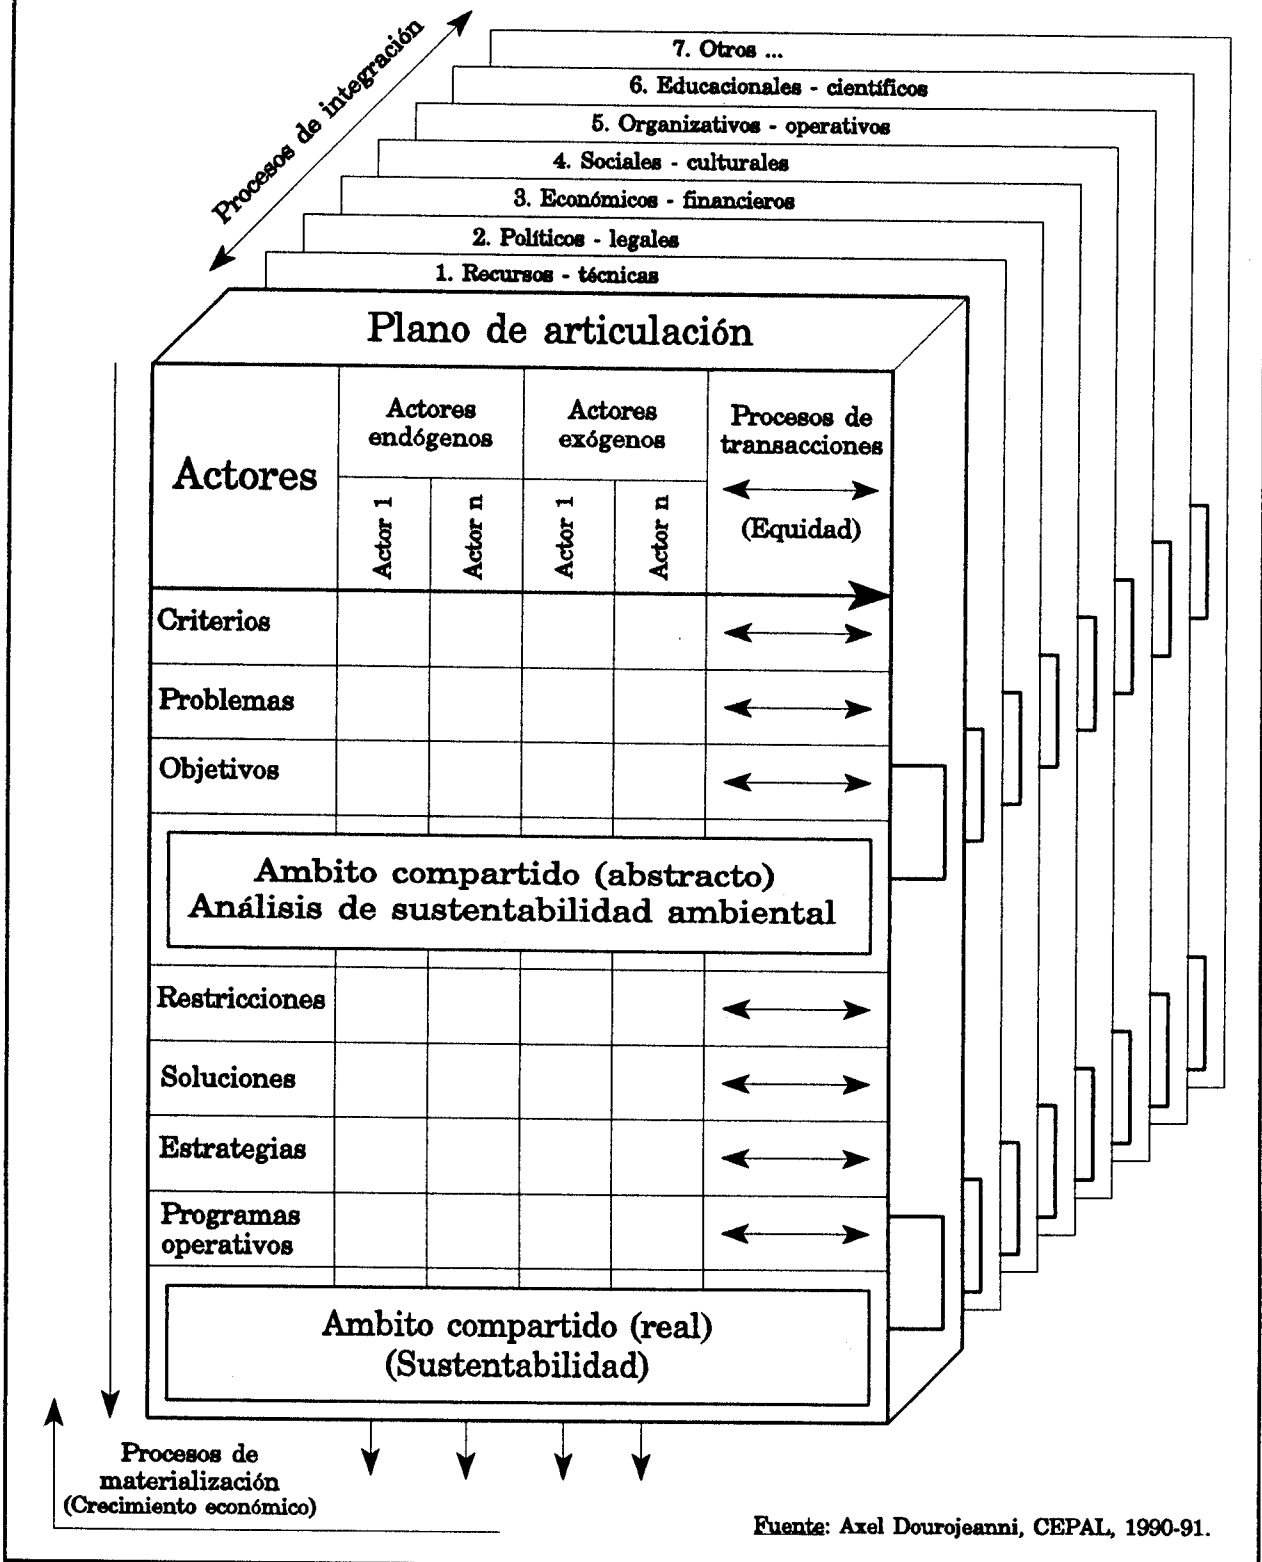 Procesos de integración
7. Otros ...
6. Educacionales - científicos
5. Organizativos - operativos
4. Sociales - culturales
3. Económicos - financieros
2. Políticos - legales
1. Recursos - técnicas
Plano de articulación
Actores
Actores
endógenos
Actores
exógenos
Procesos de
transacciones
(Equidad)
Actor 1
Actor n
Actor 1
Actor n
Criterios
Problemas
Objetivos
Ambito compartido (abstracto)
Análisis de sustentabilidad ambiental
Restricciones
Soluciones
Estrategias
Programas
operativos
Ambito compartido (real)
(Sustentabilidad)
Procesos de
materialización
(Crecimiento económico)
Fuente: Axel Dourojeanni, CEPAL, 1990-91.